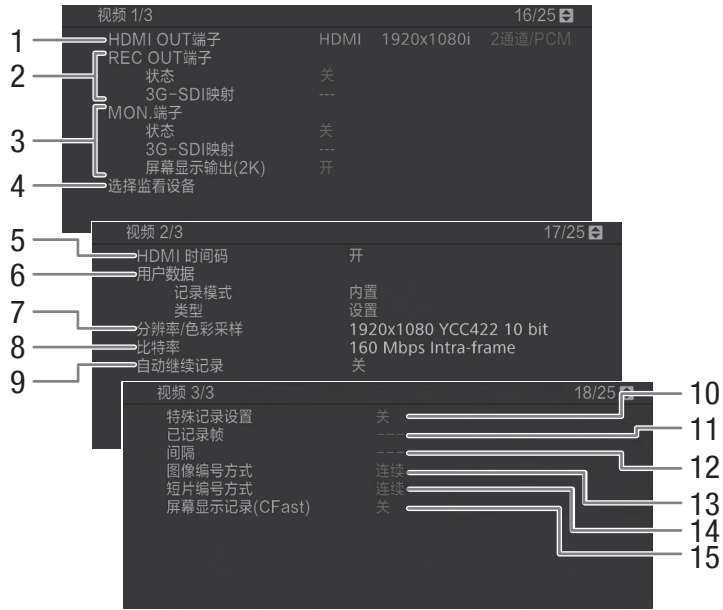 视频 1/3 16/25
1 HDMI OUT端子 HDMI 1920x1080i 2通道/PCM
2 REC OUT端子
状态 关
3G-SDI映射 ---
3 MON.端子
状态 关
3G-SDI映射 ---
屏幕显示输出(2K) 开
4 选择监看设备
视频 2/3 17/25
5 HDMI 时间码 开
6 用户数据
记录模式 内置
类型 设置
7 分辨率/色彩采样 1920x1080 YCC422 10 bit
8 比特率 160 Mbps Intra-frame
9 自动继续记录 关
视频 3/3 18/25
特殊记录设置 关 10
已记录帧 --- 11
间隔 --- 12
图像编号方式 连续 13
短片编号方式 连续 14
屏幕显示记录(CFast) 关 15